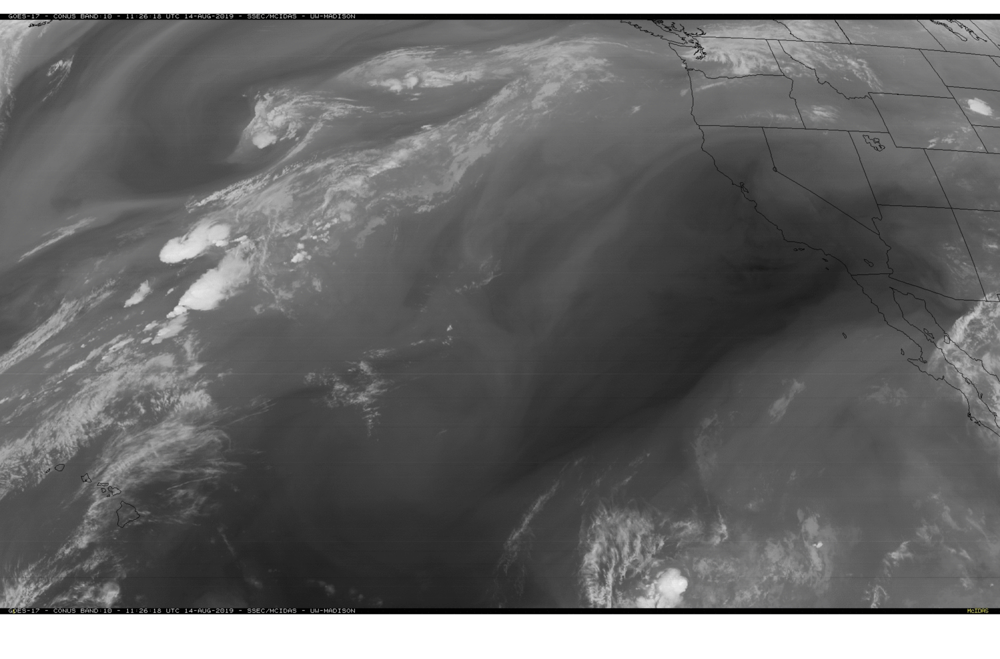 GOES-17 - CONUS BAND:10 - 11:26:18 UTC 14-AUG-2019 - SSEC/MCIDAS - UW-MADISON
GOES-17 - CONUS BAND:10 - 11:26:18 UTC 14-AUG-2019 - SSEC/MCIDAS - UW-MADISON
McIDAS